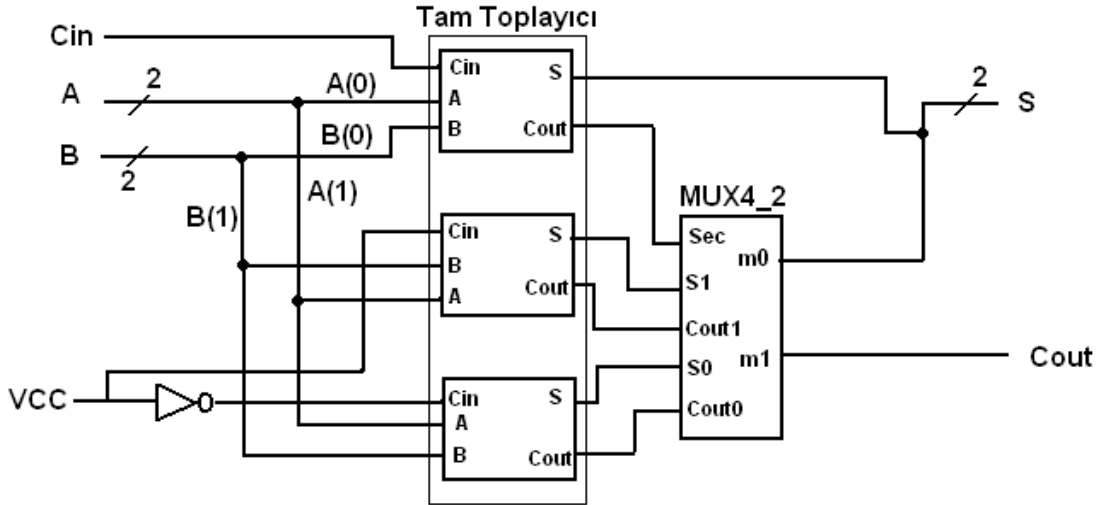 Tam Toplayıcı
Cin
A
2
B
2
A(0)
B(0)
A(1)
B(1)
VCC
Cin
A
B
S
Cout
Cin
B
A
S
Cout
Cin
A
B
S
Cout
MUX4_2
Sec
S1
Cout1
S0
Cout0
m0
m1
2
S
Cout